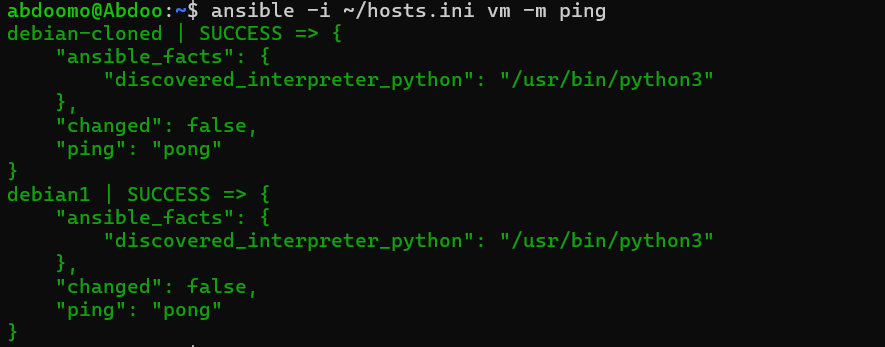 abdoomo@Abdoo:~$ ansible -i ~/hosts.ini vm -m ping
debian-cloned | SUCCESS => {
    "ansible_facts": {
        "discovered_interpreter_python": "/usr/bin/python3"
    },
    "changed": false,
    "ping": "pong"
}
debian1 | SUCCESS => {
    "ansible_facts": {
        "discovered_interpreter_python": "/usr/bin/python3"
    },
    "changed": false,
    "ping": "pong"
}